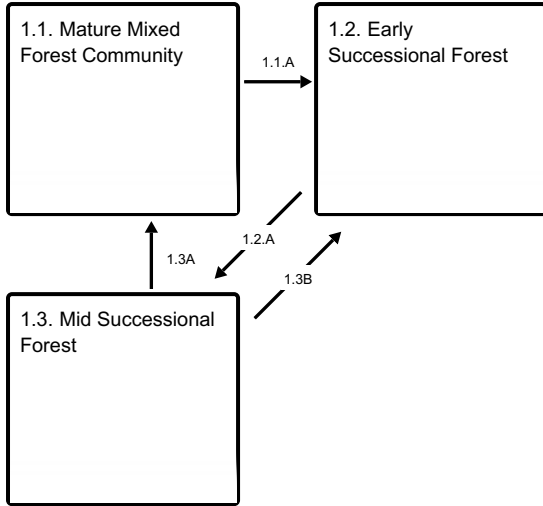 1.1. Mature Mixed
Forest Community
1.1.A
1.2. Early
Successional Forest
1.2.A
1.3A
1.3B
1.3. Mid Successional
Forest